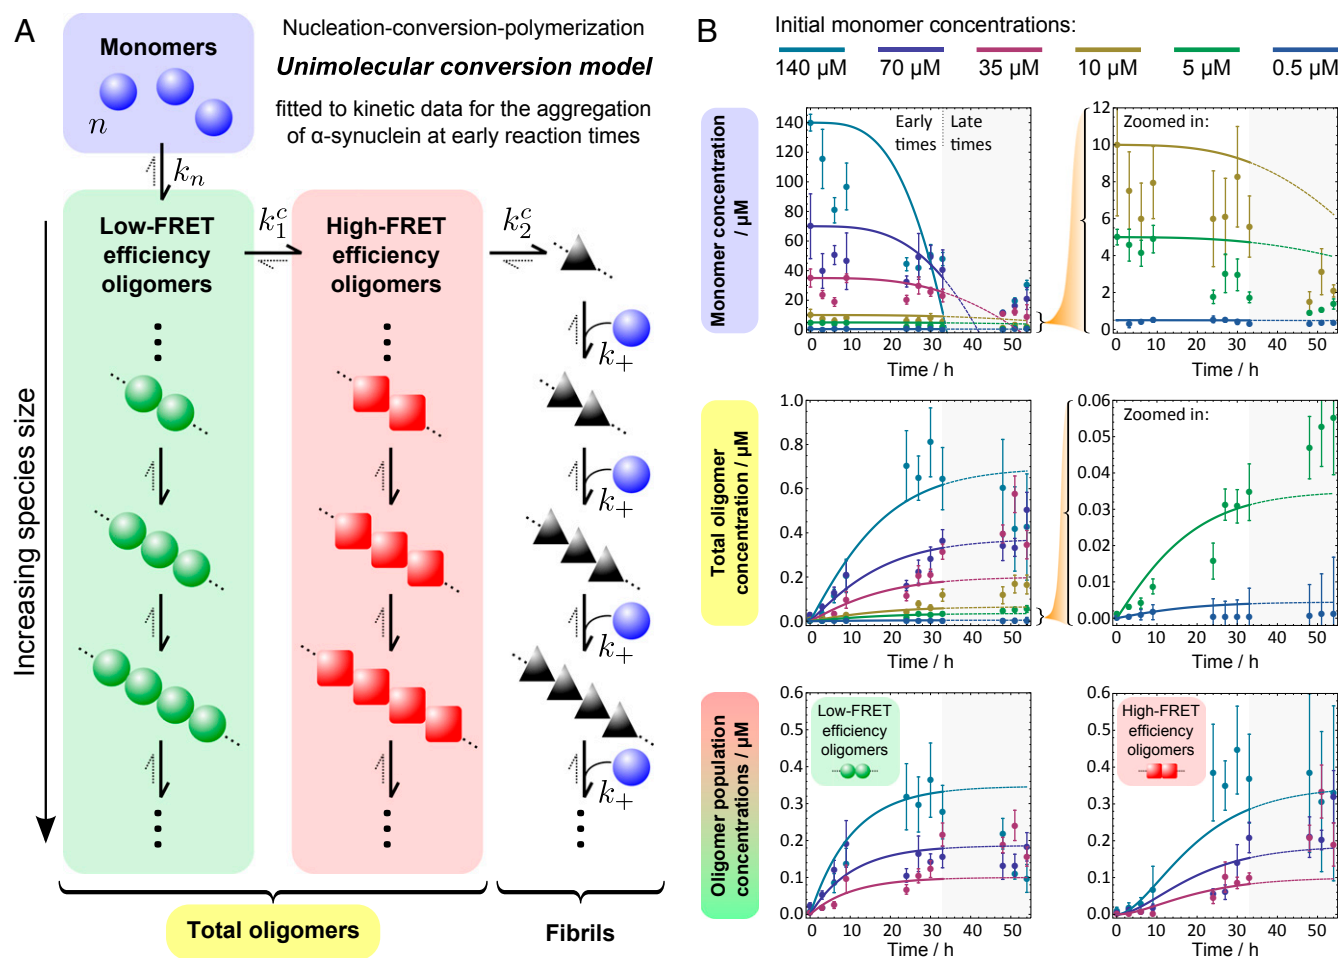 A
Monomers
n
Nucleation-conversion-polymerization
Unimolecular conversion model
fitted to kinetic data for the aggregation
of α-synuclein at early reaction times
kn
Low-FRET
efficiency
oligomers
k1c
High-FRET
efficiency
oligomers
k2c
k+
k+
k+
k+
Increasing species size
Total oligomers
Fibrils
B
Initial monomer concentrations:
140 µM
70 µM
35 µM
10 µM
5 µM
0.5 µM
Monomer concentration
/ µM
140
120
100
80
60
40
20
0
Early
times
Late
times
0 10 20 30 40 50
Time / h
12
10
8
6
4
2
0
Zoomed in:
0 10 20 30 40 50
Time / h
Total oligomer
concentration / µM
1.0
0.8
0.6
0.4
0.2
0.0
0 10 20 30 40 50
Time / h
0.06
0.05
0.04
0.03
0.02
0.01
0.00
Zoomed in:
0 10 20 30 40 50
Time / h
Oligomer population
concentrations / µM
0.6
0.5
0.4
0.3
0.2
0.1
0.0
Low-FRET
efficiency
oligomers
0 10 20 30 40 50
Time / h
0.6
0.5
0.4
0.3
0.2
0.1
0.0
High-FRET
efficiency
oligomers
0 10 20 30 40 50
Time / h